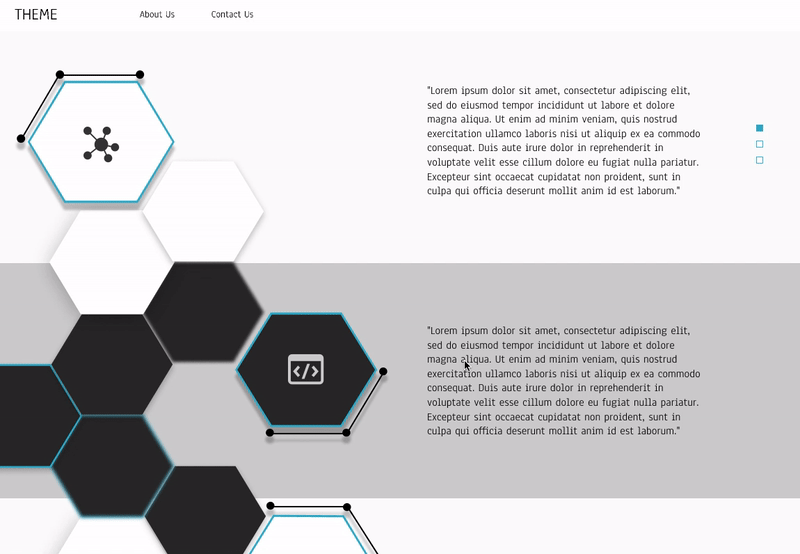 THEME
About Us
Contact Us
"Lorem ipsum dolor sit amet, consectetur adipiscing elit,
sed do eiusmod tempor incididunt ut labore et dolore
magna aliqua. Ut enim ad minim veniam, quis nostrud
exercitation ullamco laboris nisi ut aliquip ex ea commodo
consequat. Duis aute irure dolor in reprehenderit in
voluptate velit esse cillum dolore eu fugiat nulla pariatur.
Excepteur sint occaecat cupidatat non proident, sunt in
culpa qui officia deserunt mollit anim id est laborum."
</>
"Lorem ipsum dolor sit amet, consectetur adipiscing elit,
sed do eiusmod tempor incididunt ut labore et dolore
magna aliqua. Ut enim ad minim veniam, quis nostrud
exercitation ullamco laboris nisi ut aliquip ex ea commodo
consequat. Duis aute irure dolor in reprehenderit in
voluptate velit esse cillum dolore eu fugiat nulla pariatur.
Excepteur sint occaecat cupidatat non proident, sunt in
culpa qui officia deserunt mollit anim id est laborum."